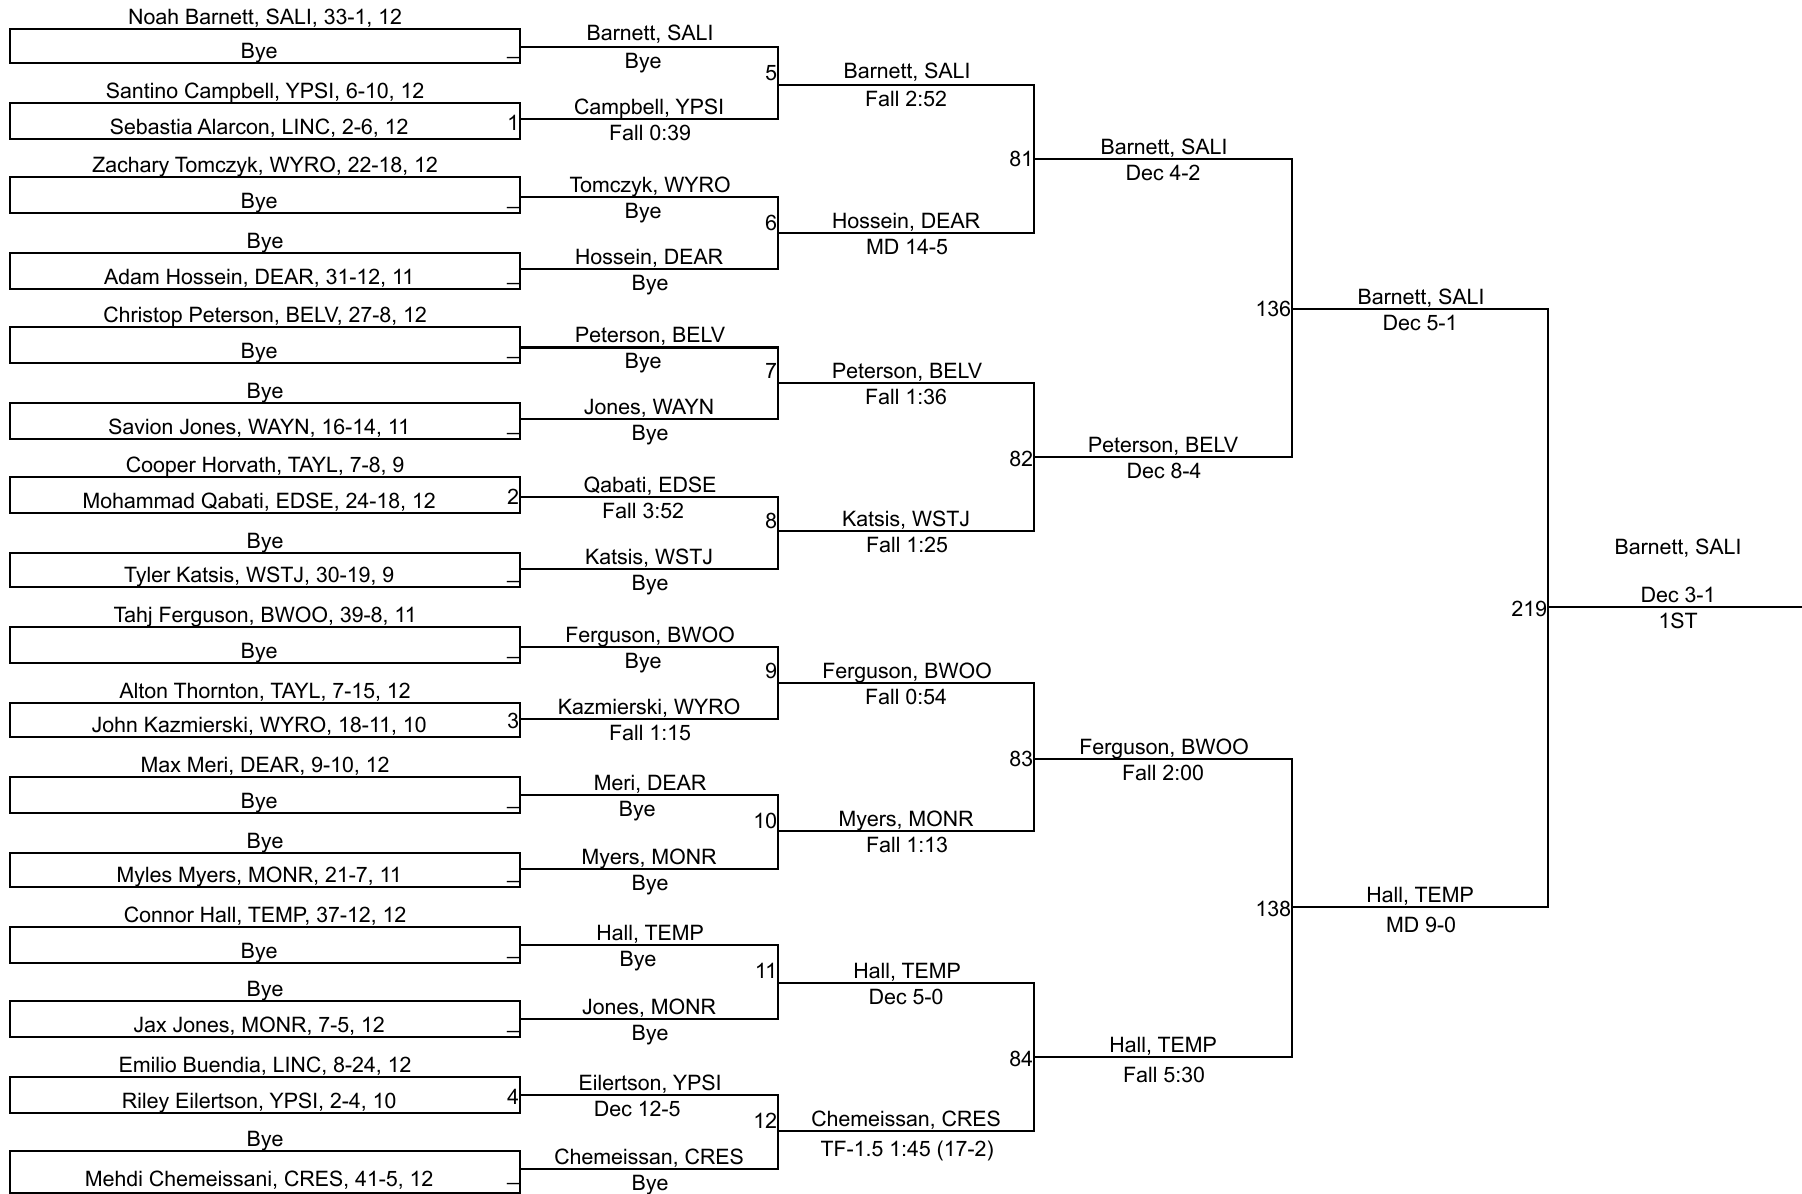 Noah Barnett, SALI, 33-1, 12
Bye
_
Santino Campbell, YPSI, 6-10, 12
Sebastia Alarcon, LINC, 2-6, 12
1
Zachary Tomczyk, WYRO, 22-18, 12
Bye
_
Bye
Adam Hossein, DEAR, 31-12, 11
_
Christop Peterson, BELV, 27-8, 12
Bye
_
Bye
Savion Jones, WAYN, 16-14, 11
_
Cooper Horvath, TAYL, 7-8, 9
Mohammad Qabati, EDSE, 24-18, 12
2
Bye
Tyler Katsis, WSTJ, 30-19, 9
_
Tahj Ferguson, BWOO, 39-8, 11
Bye
_
Alton Thornton, TAYL, 7-15, 12
John Kazmierski, WYRO, 18-11, 10
3
Max Meri, DEAR, 9-10, 12
Bye
_
Bye
Myles Myers, MONR, 21-7, 11
_
Connor Hall, TEMP, 37-12, 12
Bye
_
Bye
Jax Jones, MONR, 7-5, 12
_
Emilio Buendia, LINC, 8-24, 12
Riley Eilertson, YPSI, 2-4, 10
4
Bye
Mehdi Chemeissani, CRES, 41-5, 12
_
Barnett, SALI
Bye
5
Campbell, YPSI
Fall 0:39
Tomczyk, WYRO
Bye
6
Hossein, DEAR
Bye
Peterson, BELV
Bye
7
Jones, WAYN
Bye
Qabati, EDSE
Fall 3:52
8
Katsis, WSTJ
Bye
Ferguson, BWOO
Bye
9
Kazmierski, WYRO
Fall 1:15
Meri, DEAR
Bye
10
Myers, MONR
Bye
Hall, TEMP
Bye
11
Jones, MONR
Bye
Eilertson, YPSI
Dec 12-5
12
Chemeissan, CRES
Bye
Barnett, SALI
Fall 2:52
81
Hossein, DEAR
MD 14-5
Peterson, BELV
Fall 1:36
82
Katsis, WSTJ
Fall 1:25
Ferguson, BWOO
Fall 0:54
83
Myers, MONR
Fall 1:13
Hall, TEMP
Dec 5-0
84
Chemeissan, CRES
TF-1.5 1:45 (17-2)
Barnett, SALI
Dec 4-2
136
Peterson, BELV
Dec 8-4
Ferguson, BWOO
Fall 2:00
138
Hall, TEMP
Fall 5:30
Barnett, SALI
Dec 5-1
219
Hall, TEMP
MD 9-0
Barnett, SALI
Dec 3-1
1ST